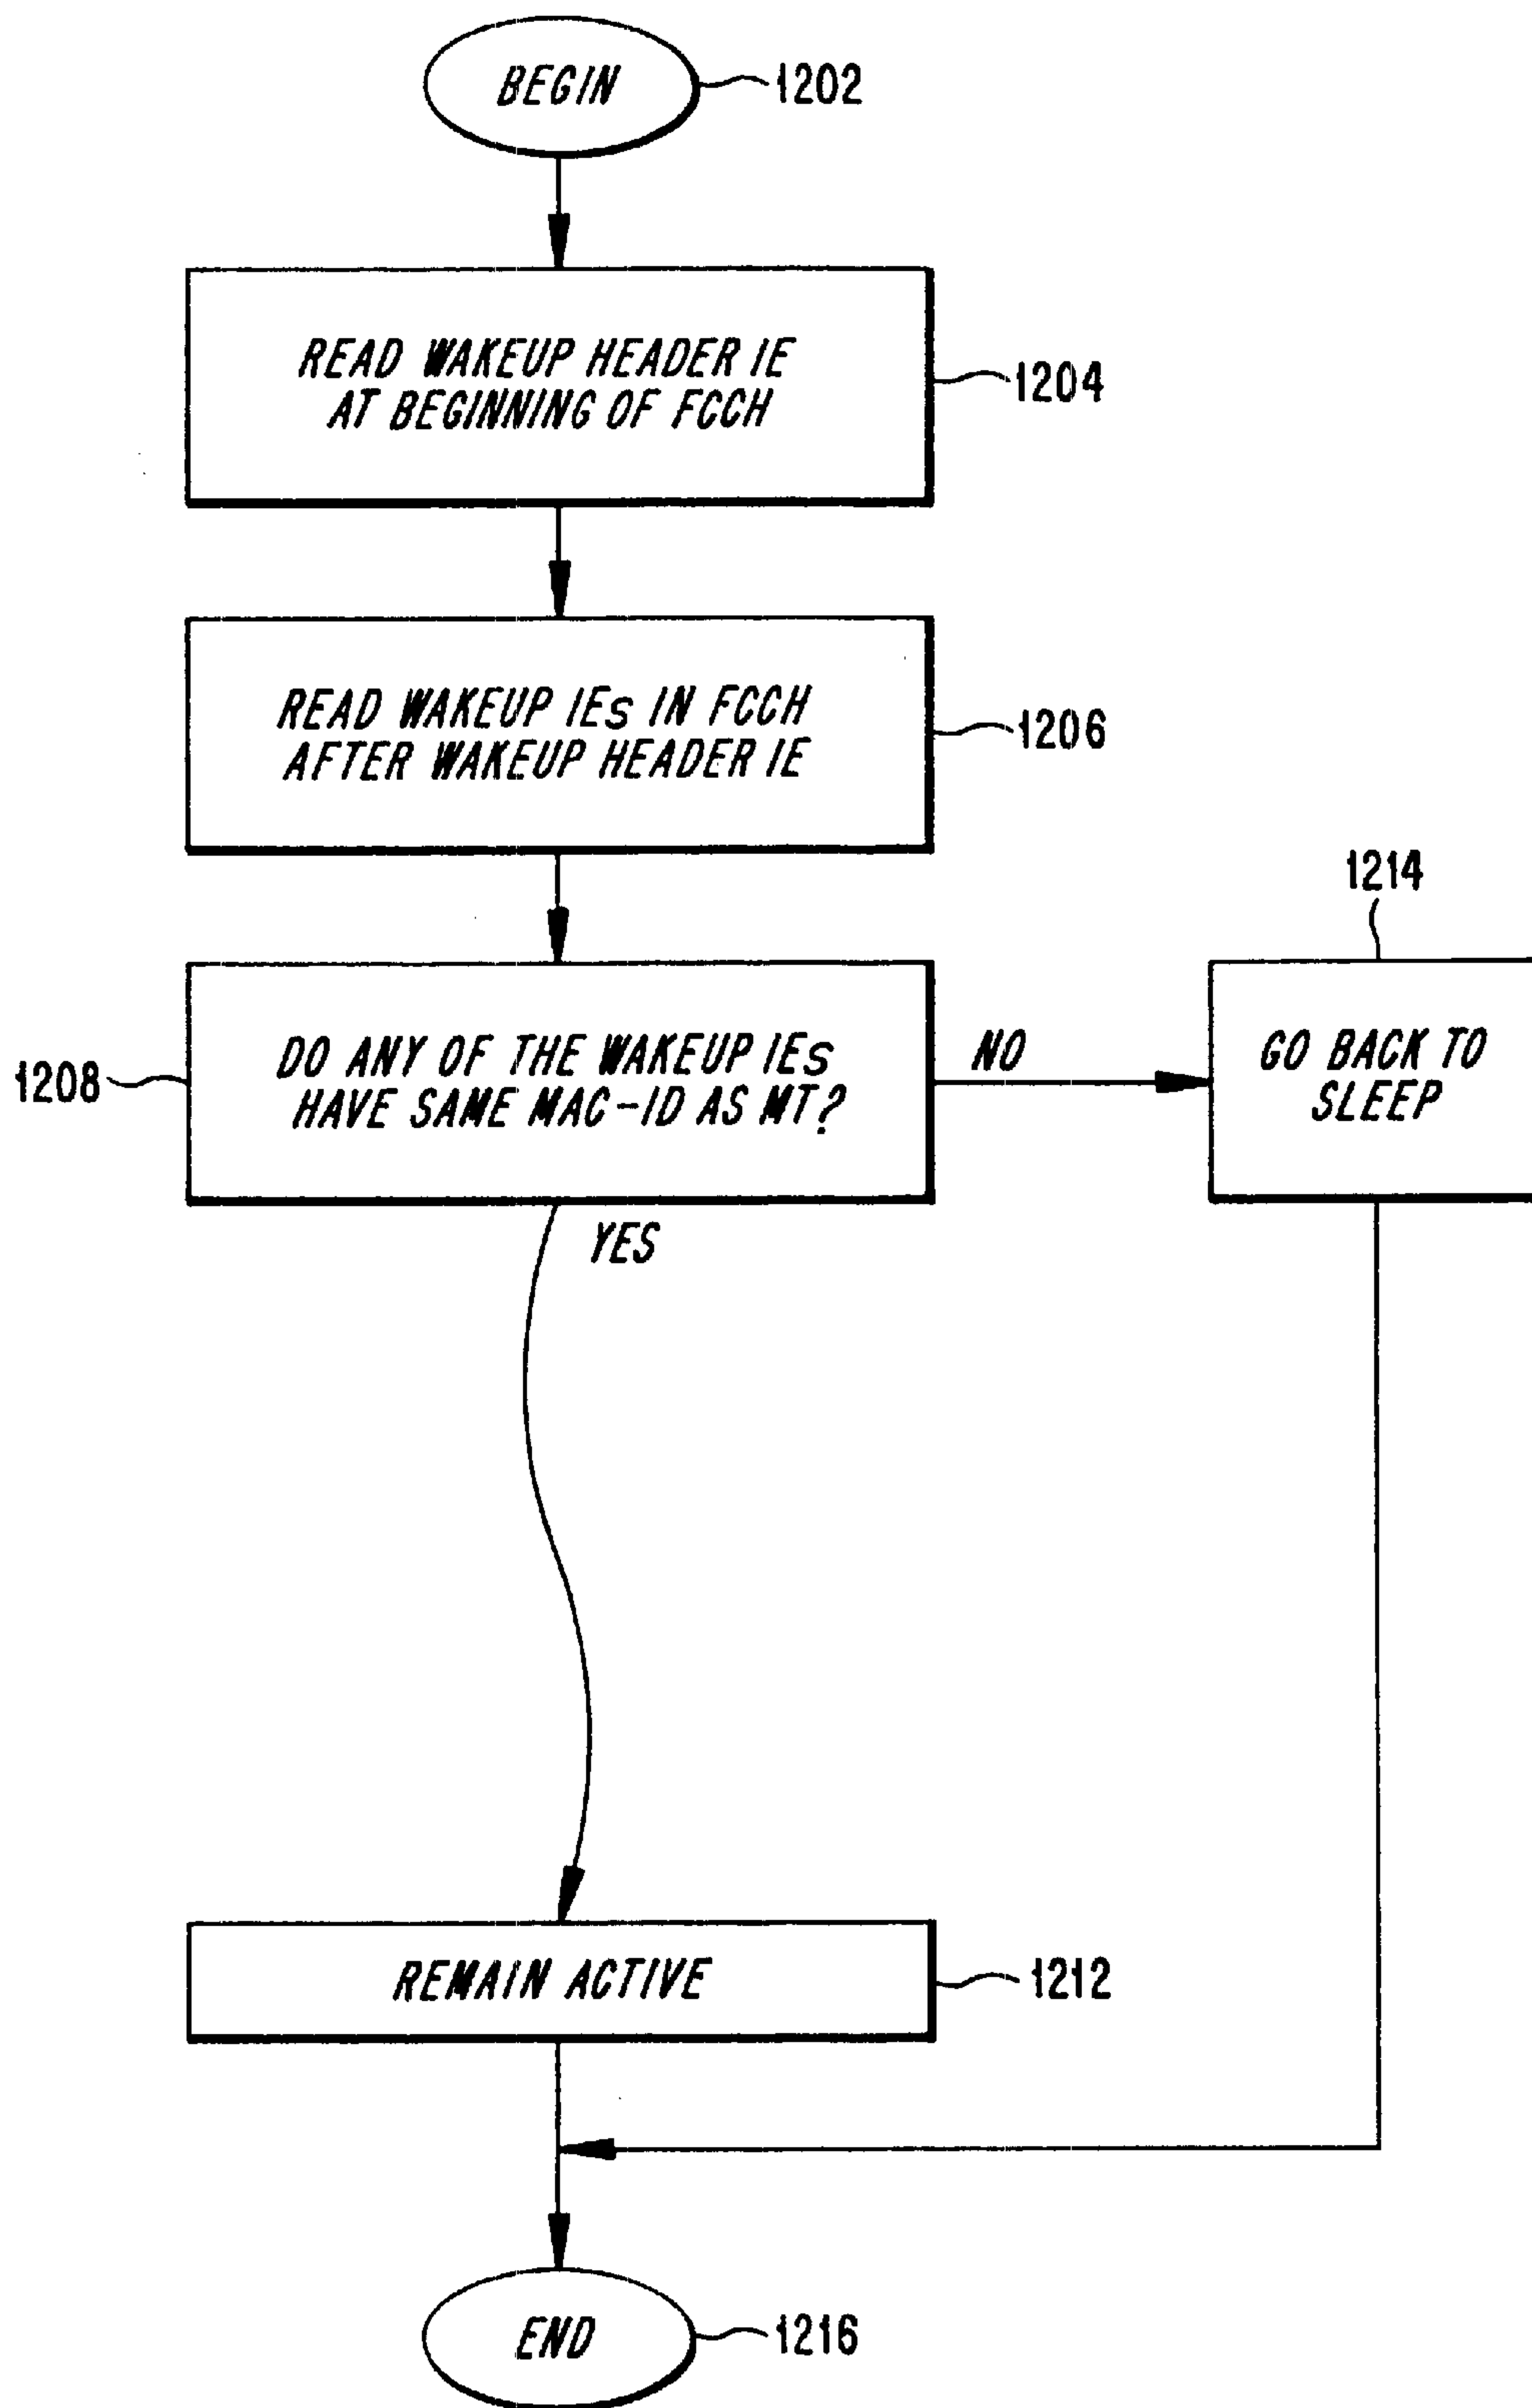 BEGIN
1202
READ WAKEUP HEADER IE
AT BEGINNING OF FCCH
1204
READ WAKEUP IEs IN FCCH
AFTER WAKEUP HEADER IE
1206
1208
DO ANY OF THE WAKEUP IEs
HAVE SAME MAC-ID AS MT?
NO
1214
GO BACK TO
SLEEP
YES
REMAIN ACTIVE
1212
END
1216